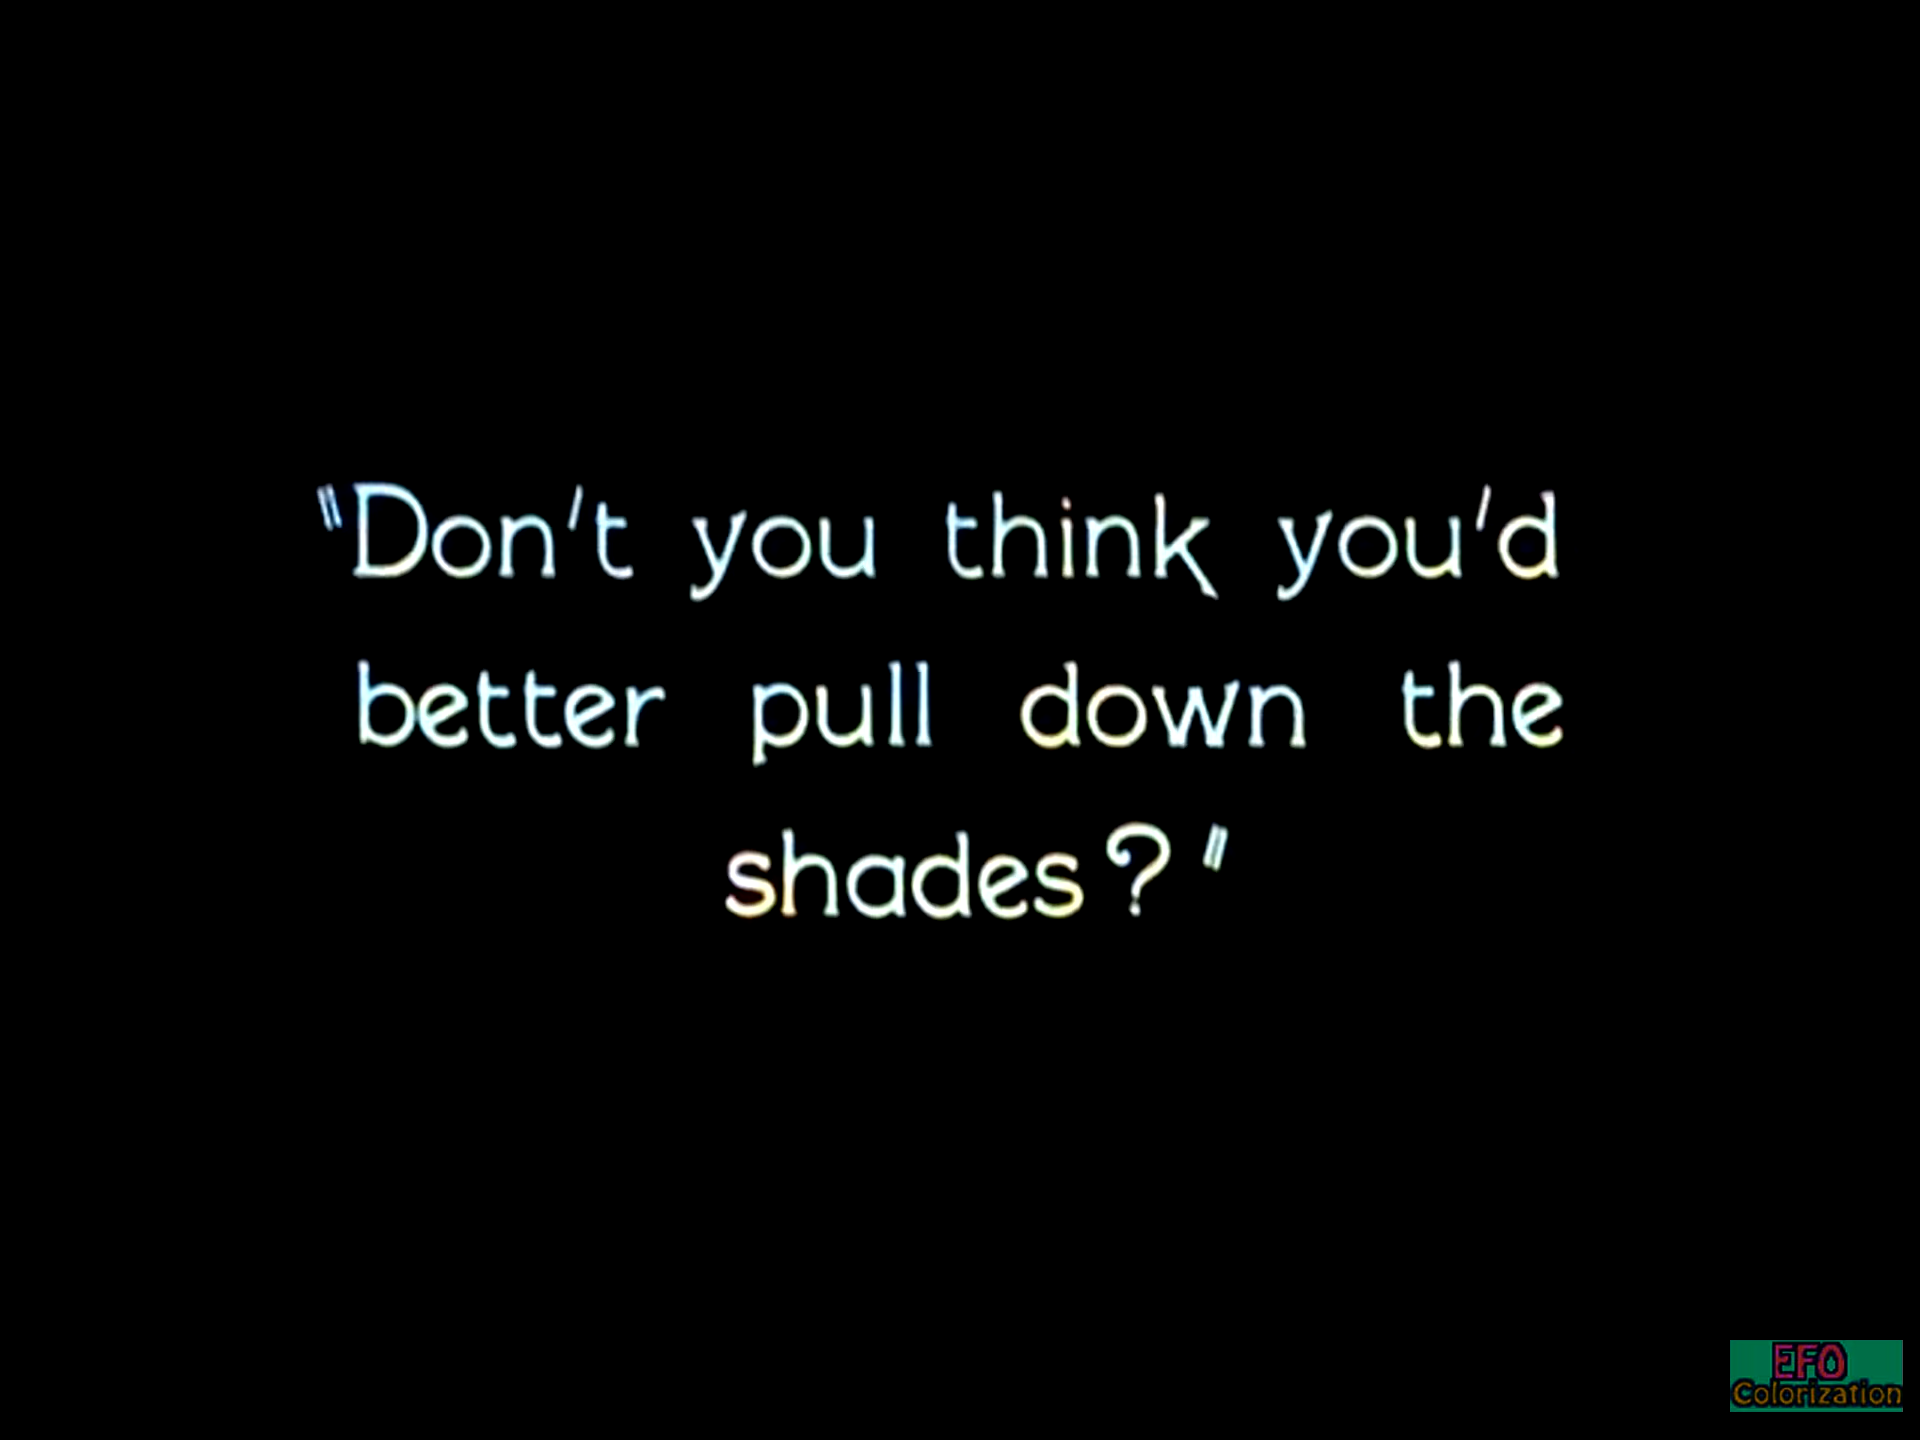 "Don't you think you'd
better pull down the
shades?"
EFO
Colorization